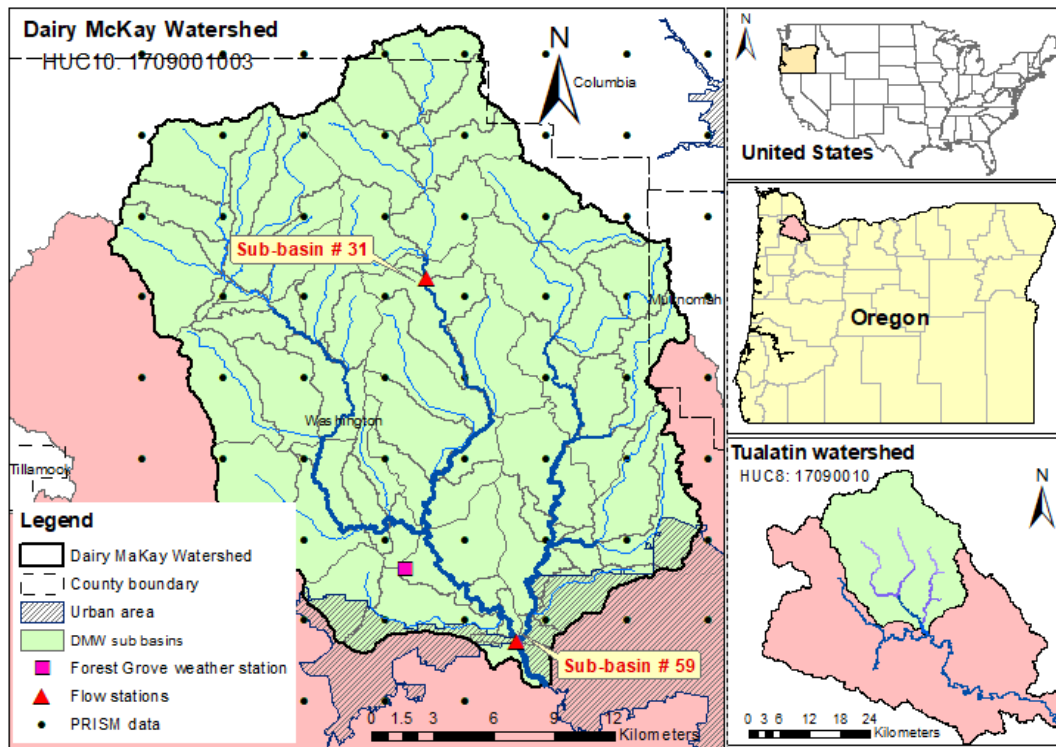 Dairy McKay Watershed
HUC10: 1709001003
N
Columbia
Sub-basin # 31
Multnomah
Washington
Tillamook
Legend
Dairy MaKay Watershed
County boundary
Urban area
DMW sub basins
Forest Grove weather station
Flow stations
PRISM data
Sub-basin # 59
0 1.5 3 6 9 12
Kilometers
N
United States
Oregon
Tualatin watershed
HUC8: 17090010
N
0 3 6 12 18 24
Kilometers